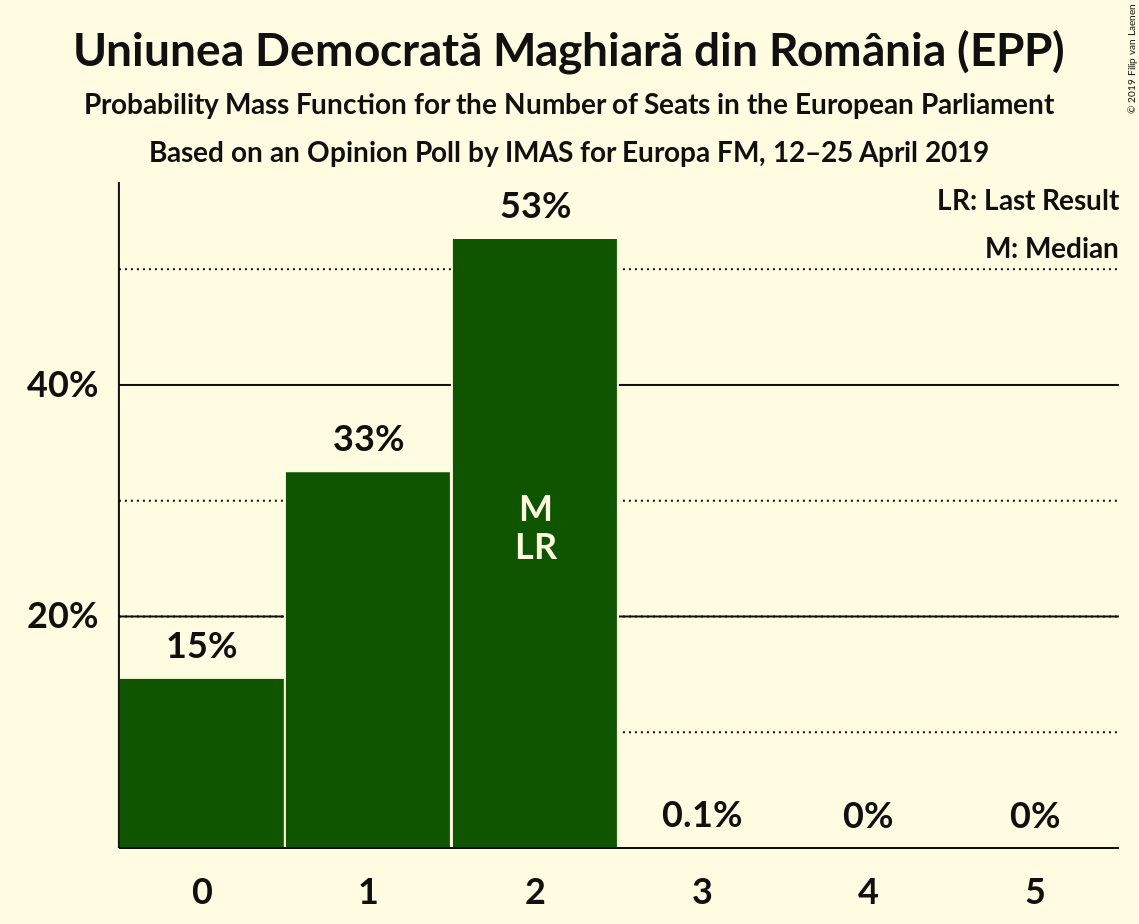 Uniunea Democrată Maghiară din România (EPP)
Probability Mass Function for the Number of Seats in the European Parliament
Based on an Opinion Poll by IMAS for Europa FM, 12–25 April 2019
© 2019 Filip van Laenen
LR: Last Result
M: Median
53%
40%
33%
M
LR
20%
15%
0.1%
0%
0%
0
1
2
3
4
5